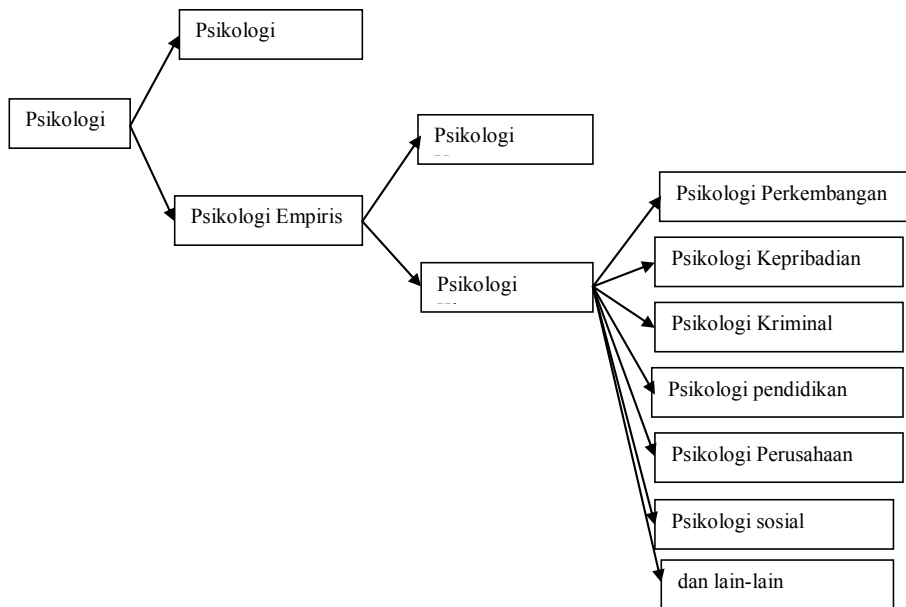 Psikologi
Psikologi
Psikologi Empiris
Psikologi
Psikologi
Psikologi Perkembangan
Psikologi Kepribadian
Psikologi Kriminal
Psikologi pendidikan
Psikologi Perusahaan
Psikologi sosial
dan lain-lain